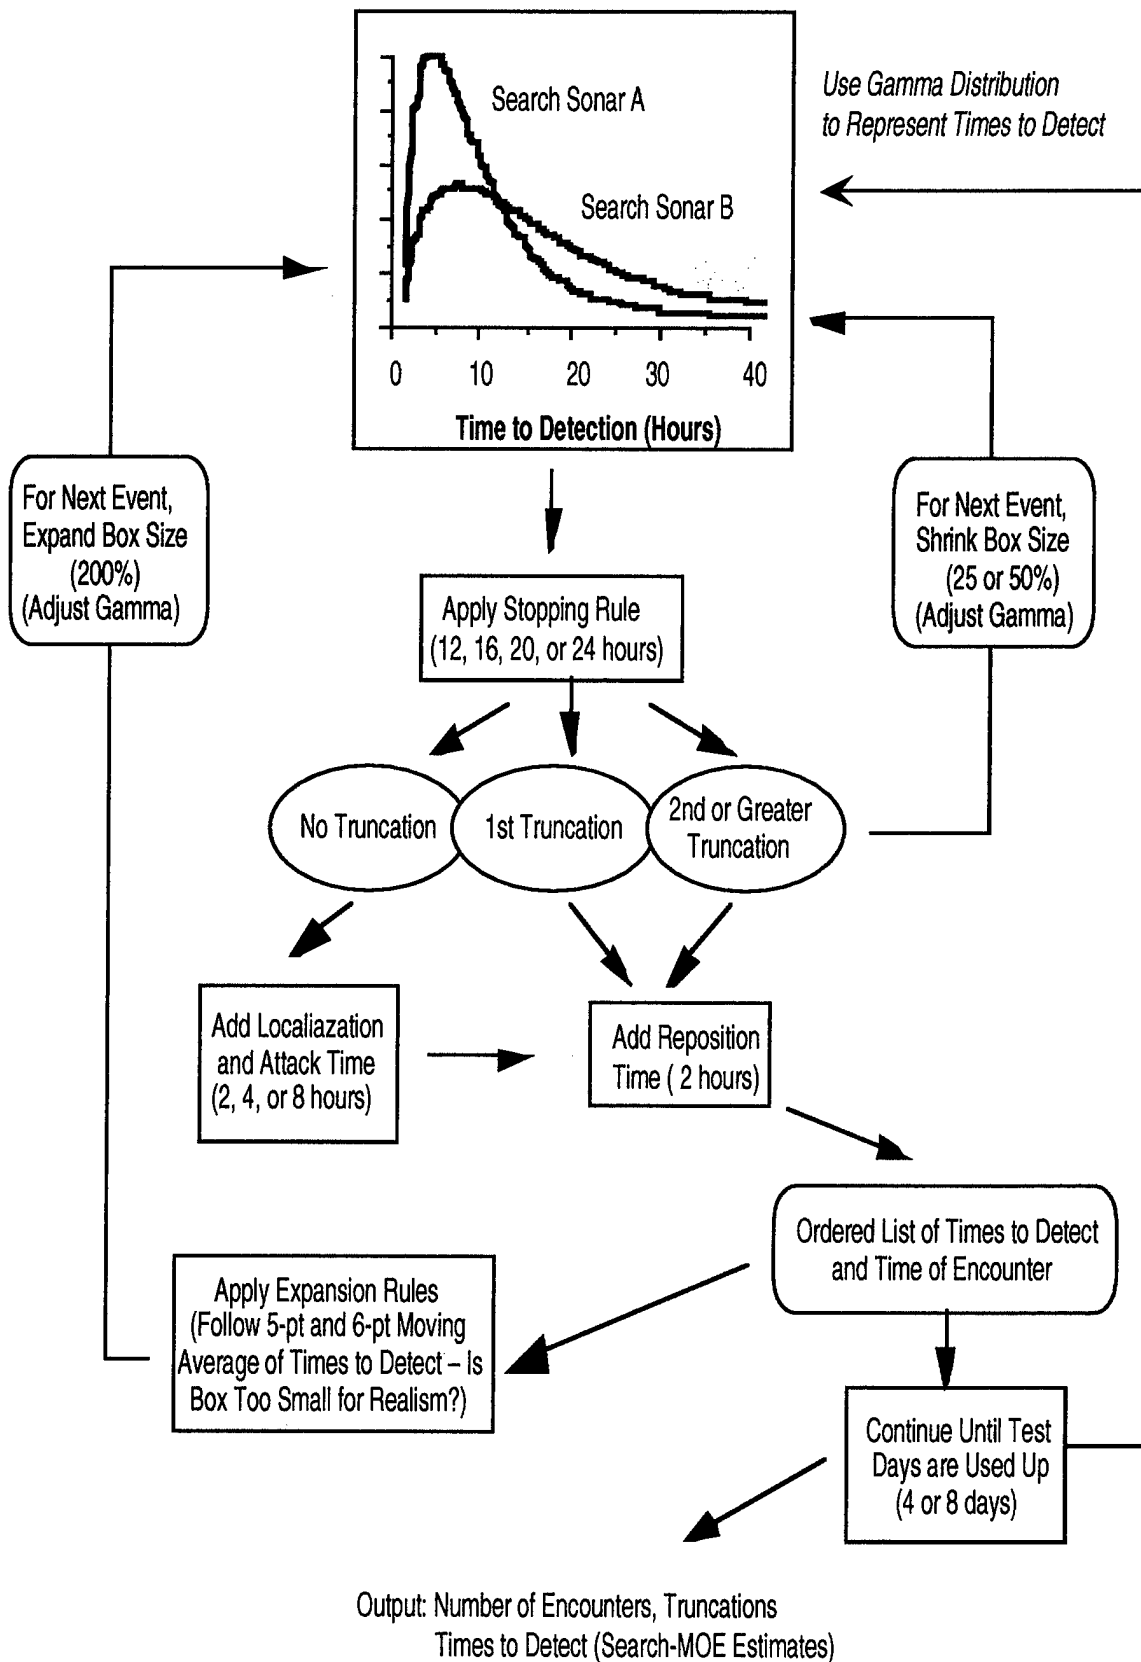 Search Sonar A
Use Gamma Distribution
to Represent Times to Detect
Search Sonar B
0 10 20 30 40
Time to Detection (Hours)
For Next Event,
Expand Box Size
(200%)
(Adjust Gamma)
For Next Event,
Shrink Box Size
(25 or 50%)
(Adjust Gamma)
Apply Stopping Rule
(12, 16, 20, or 24 hours)
No Truncation
1st Truncation
2nd or Greater
Truncation
Add Localiazation
and Attack Time
(2, 4, or 8 hours)
Add Reposition
Time ( 2 hours)
Ordered List of Times to Detect
and Time of Encounter
Apply Expansion Rules
(Follow 5-pt and 6-pt Moving
Average of Times to Detect – Is
Box Too Small for Realism?)
Continue Until Test
Days are Used Up
(4 or 8 days)
Output: Number of Encounters, Truncations
Times to Detect (Search-MOE Estimates)